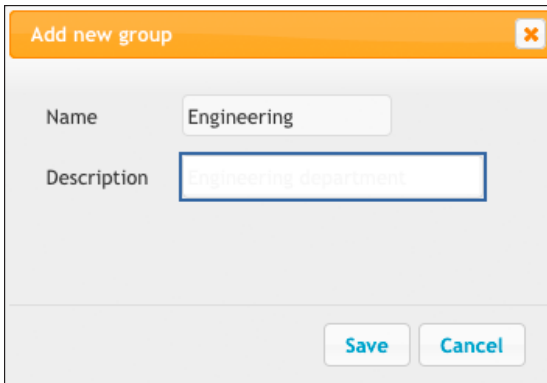 Add new group
Name Engineering
Description Engineering department
Save Cancel